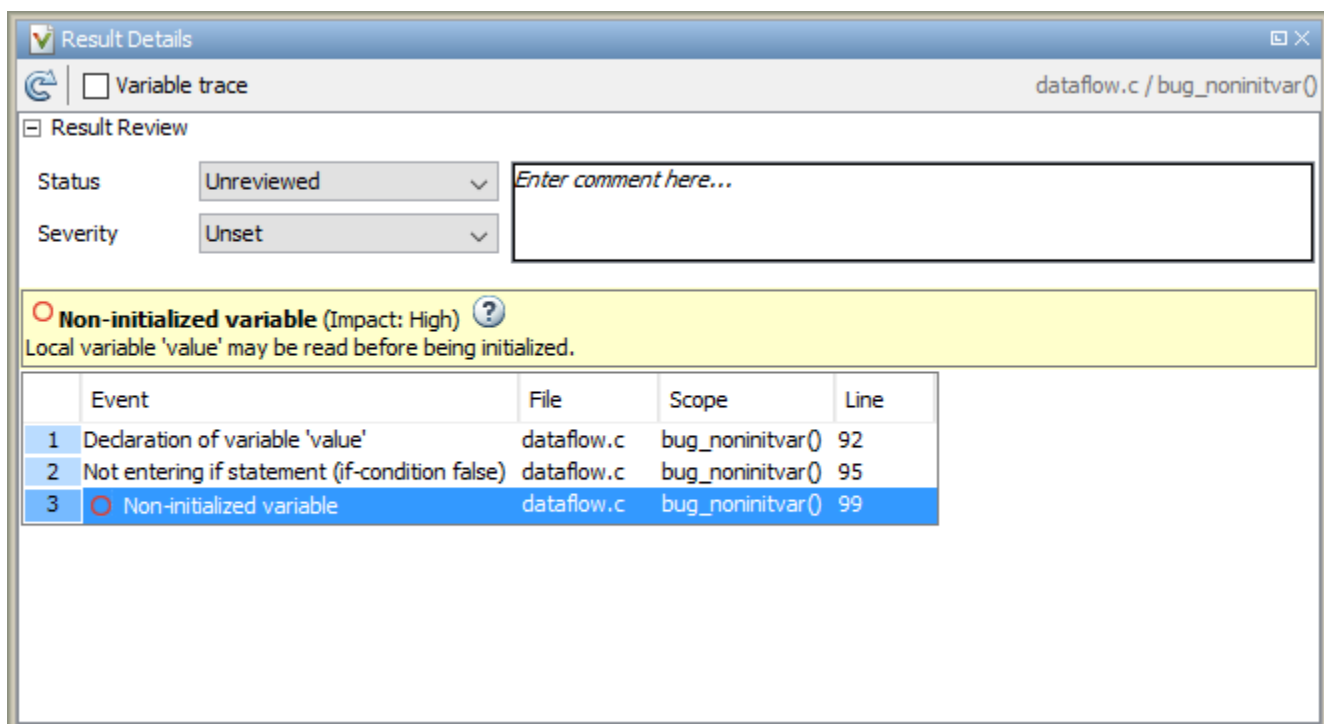 Result Details
Variable trace dataflow.c / bug_noninitvar()
Result Review
Status Unreviewed Enter comment here...
Severity Unset
Non-initialized variable (Impact: High) ?
Local variable 'value' may be read before being initialized.
Event File Scope Line
1 Declaration of variable 'value' dataflow.c bug_noninitvar() 92
2 Not entering if statement (if-condition false) dataflow.c bug_noninitvar() 95
3 Non-initialized variable dataflow.c bug_noninitvar() 99